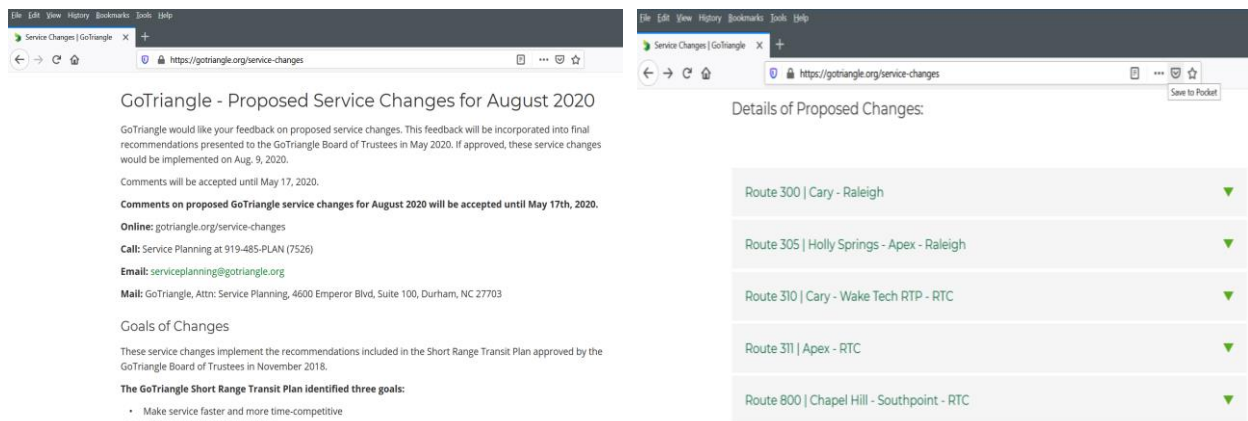 File Edit View History Bookmarks Tools Help
Service Changes | GoTriangle
https://gotriangle.org/service-changes
GoTriangle - Proposed Service Changes for August 2020
GoTriangle would like your feedback on proposed service changes. This feedback will be incorporated into final
recommendations presented to the GoTriangle Board of Trustees in May 2020. If approved, these service changes
would be implemented on Aug. 9, 2020.
Comments will be accepted until May 17, 2020.
Comments on proposed GoTriangle service changes for August 2020 will be accepted until May 17th, 2020.
Online: gotriangle.org/service-changes
Call: Service Planning at 919-485-PLAN (7526)
Email: serviceplanning@gotriangle.org
Mail: GoTriangle, Attn: Service Planning, 4600 Emperor Blvd, Suite 100, Durham, NC 27703
Goals of Changes
These service changes implement the recommendations included in the Short Range Transit Plan approved by the
GoTriangle Board of Trustees in November 2018.
The GoTriangle Short Range Transit Plan identified three goals:
• Make service faster and more time-competitive
File Edit View History Bookmarks Tools Help
Service Changes | GoTriangle
https://gotriangle.org/service-changes
Save to Pocket
Details of Proposed Changes:
Route 300 | Cary - Raleigh
Route 305 | Holly Springs - Apex - Raleigh
Route 310 | Cary - Wake Tech RTP - RTC
Route 311 | Apex - RTC
Route 800 | Chapel Hill - Southpoint - RTC